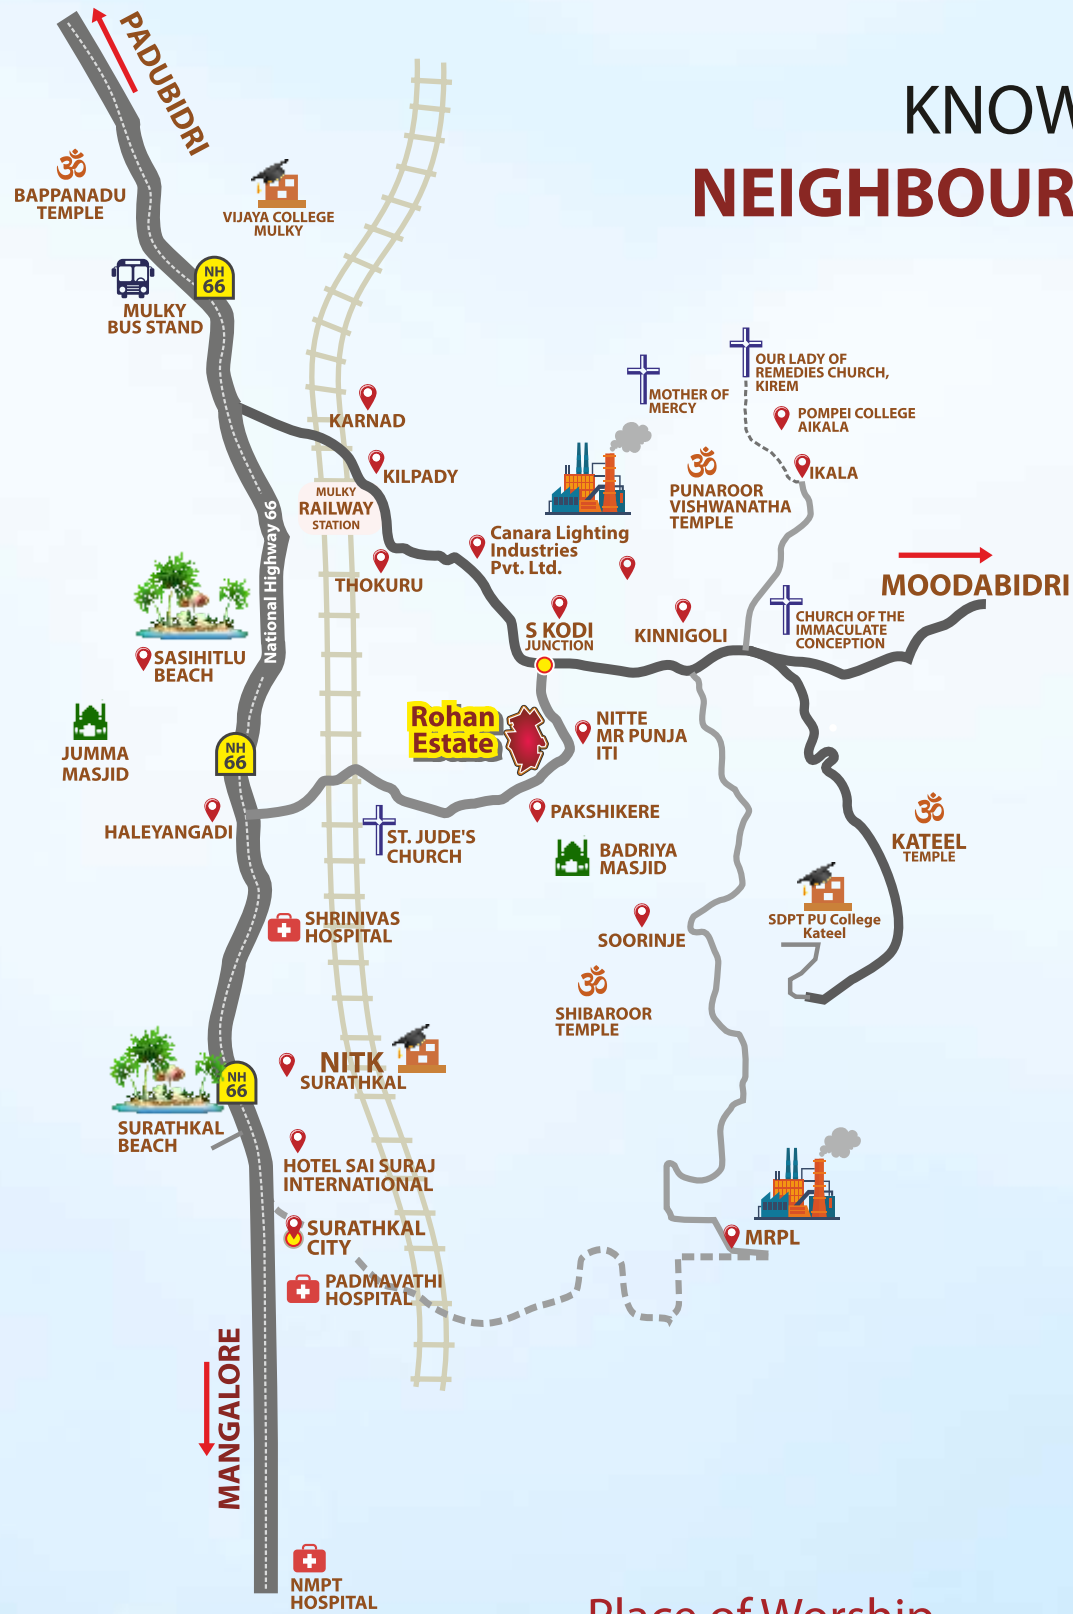 PADUBIDRI
KNOW
NEIGHBOUR
BAPPANADU
TEMPLE
VIJAYA COLLEGE
MULKY
NH
66
MULKY
BUS STAND
OUR LADY OF
REMEDIES CHURCH,
KIREM
MOTHER OF
MERCY
POMPEI COLLEGE
AIKALA
KARNAD
KILPADY
IKALA
MULKY
RAILWAY
STATION
PUNAROOR
VISHWANATHA
TEMPLE
Canara Lighting
Industries
Pvt. Ltd.
THOKURU
MOODABIDRI
National Highway 66
S KODI
JUNCTION
KINNIGOLI
CHURCH OF THE
IMMACULATE
CONCEPTION
SASIHITLU
BEACH
Rohan
Estate
NITTE
MR PUNJA
ITI
JUMMA
MASJID
NH
66
HALEYANGADI
PAKSHIKERE
ST. JUDE'S
CHURCH
BADRIYA
MASJID
KATEEL
TEMPLE
SHRINIVAS
HOSPITAL
SOORINJE
SDPT PU College
Kateel
SHIBAROOR
TEMPLE
NITK
SURATHKAL
NH
66
SURATHKAL
BEACH
HOTEL SAI SURAJ
INTERNATIONAL
SURATHKAL
CITY
MRPL
PADMAVATHI
HOSPITAL
MANGALORE
NMPT
HOSPITAL
Place of Worship